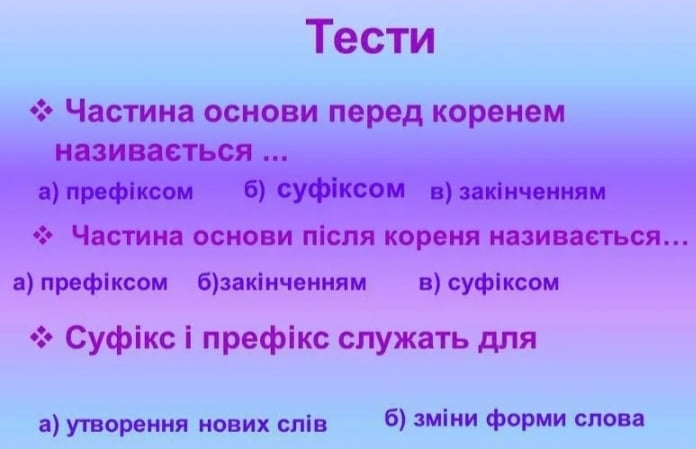 Тести
❖ Частина основи перед коренем
називається ...
а) префіксом б) суфіксом в) закінченням
❖ Частина основи після кореня називається...
а) префіксом б)закінченням в) суфіксом
❖ Суфікс і префікс служать для
а) утворення нових слів б) зміни форми слова